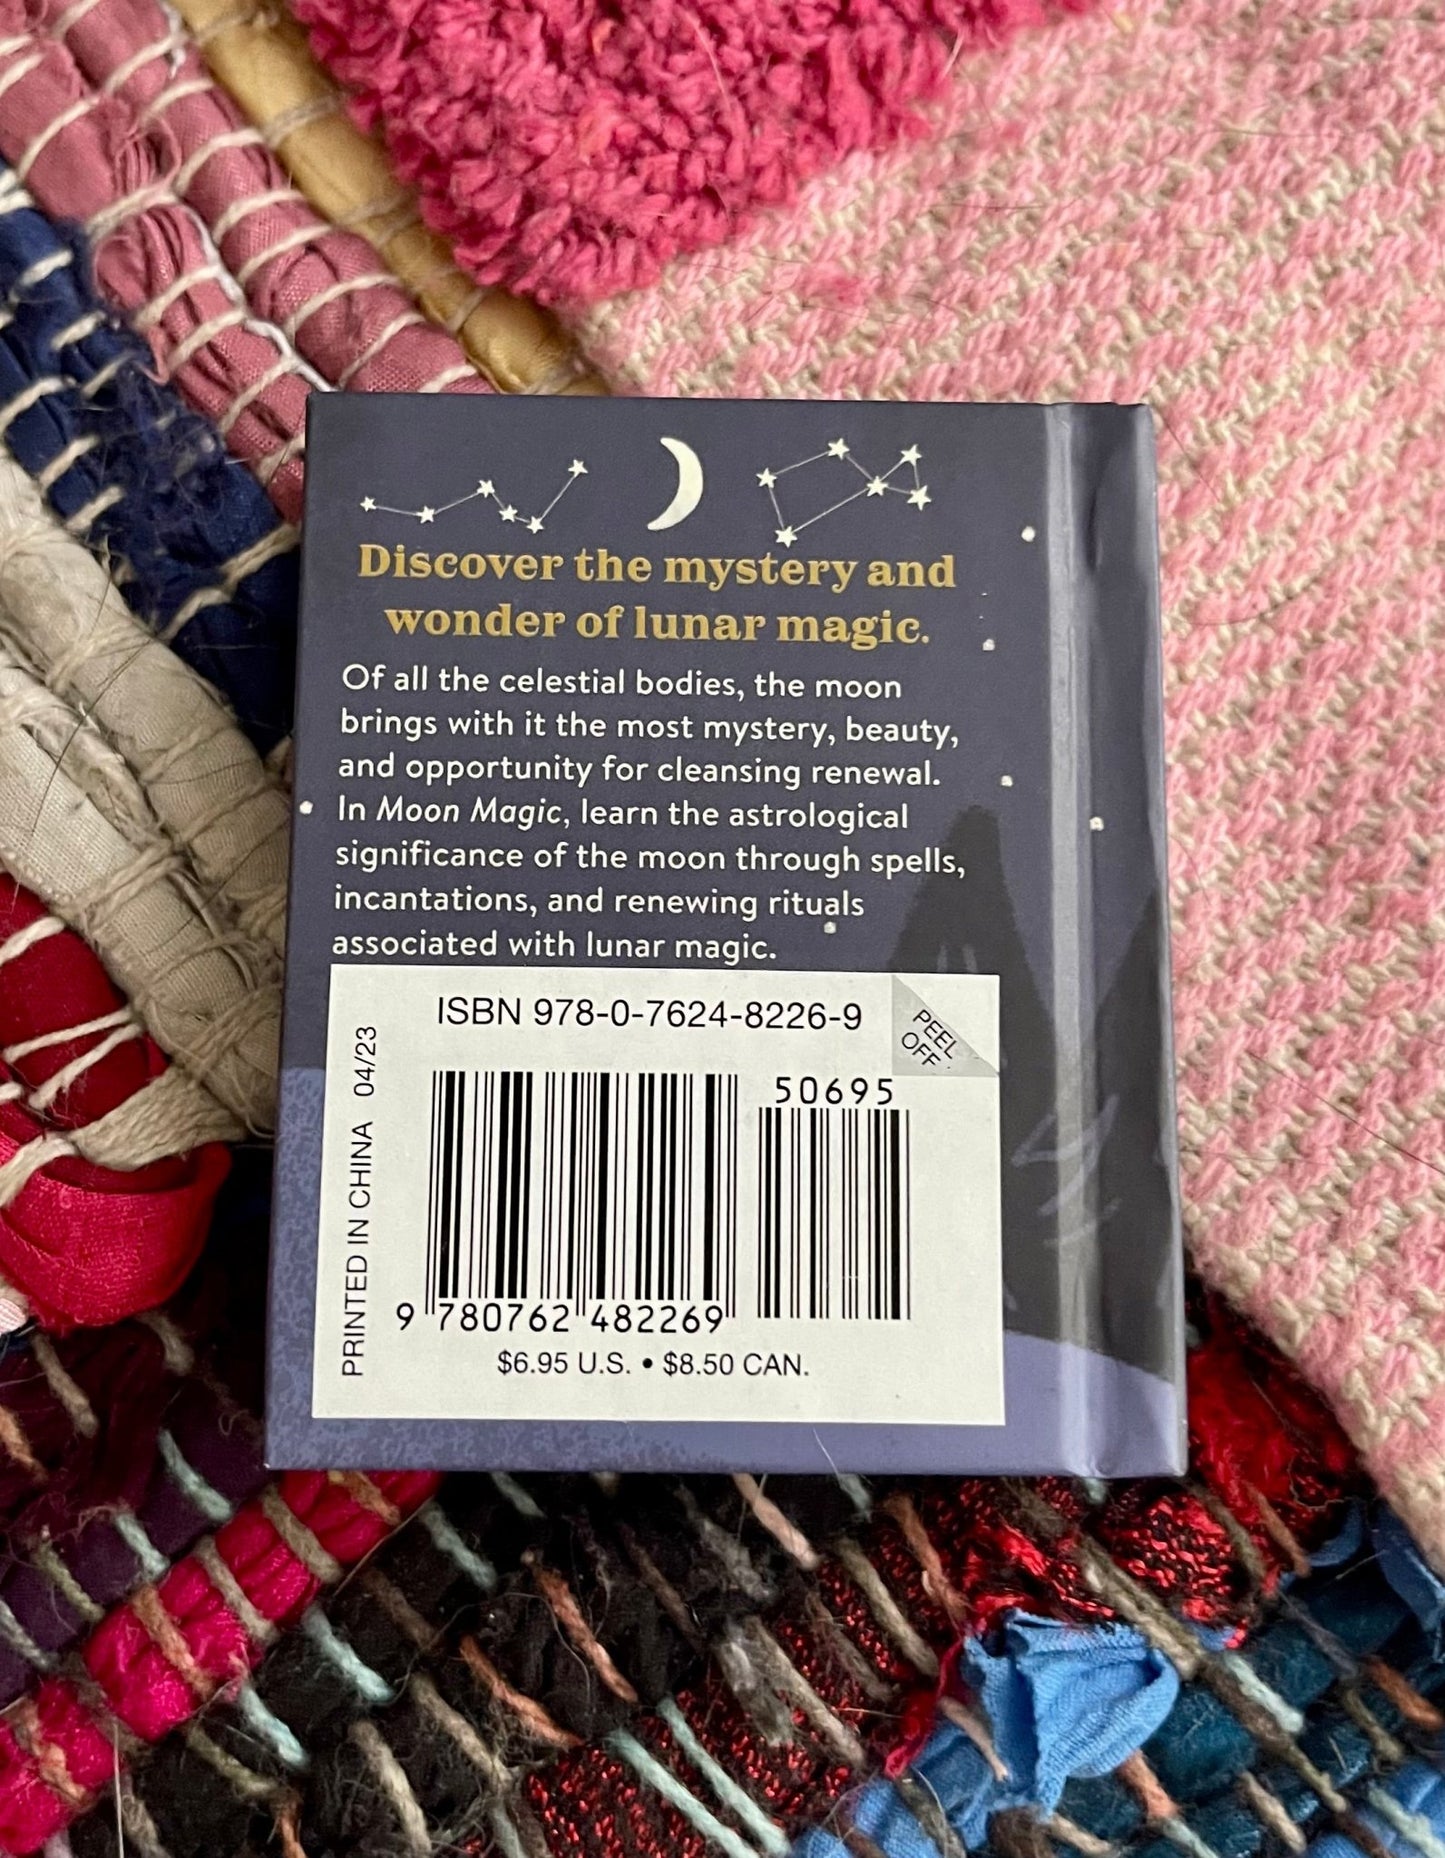 Discover the mystery and
wonder of lunar magic.
Of all the celestial bodies, the moon
brings with it the most mystery, beauty,
and opportunity for cleansing renewal.
In Moon Magic, learn the astrological
significance of the moon through spells,
incantations, and renewing rituals
associated with lunar magic.
ISBN 978-0-7624-8226-9
PEEL
OFF
PRINTED IN CHINA 04/23
50695
9 780762 482269
$6.95 U.S. • $8.50 CAN.